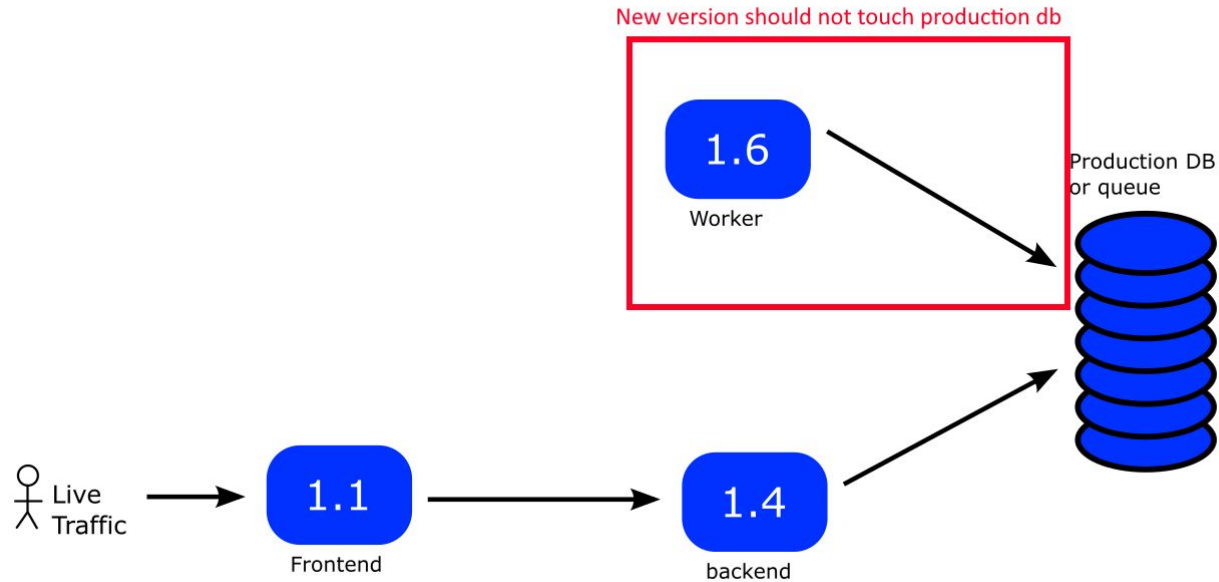 New version should not touch production db
1.6
Worker
Production DB
or queue
Live
Traffic
1.1
Frontend
1.4
backend